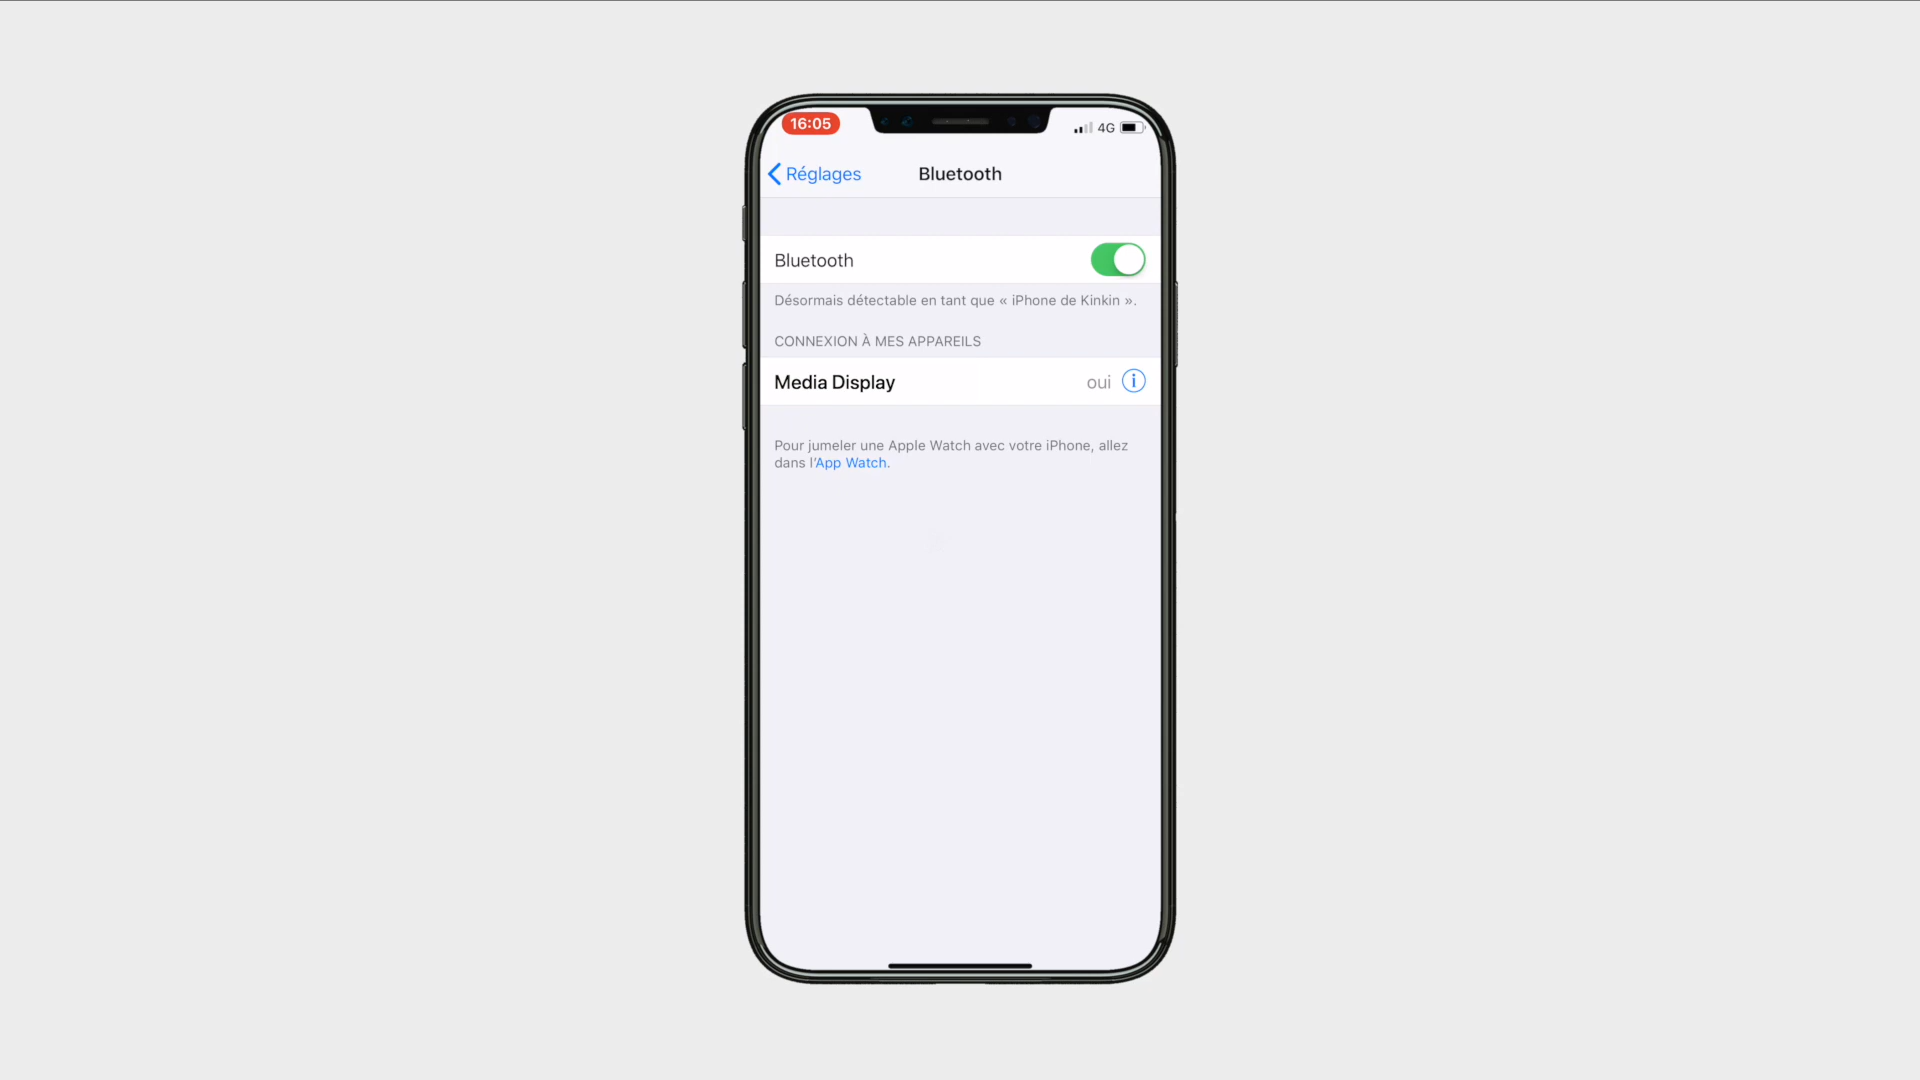 16:05
4G
Réglages
Bluetooth
Bluetooth
Désormais détectable en tant que « iPhone de Kinkin ».
CONNEXION À MES APPAREILS
Media Display
oui
Pour jumeler une Apple Watch avec votre iPhone, allez
dans l’App Watch.